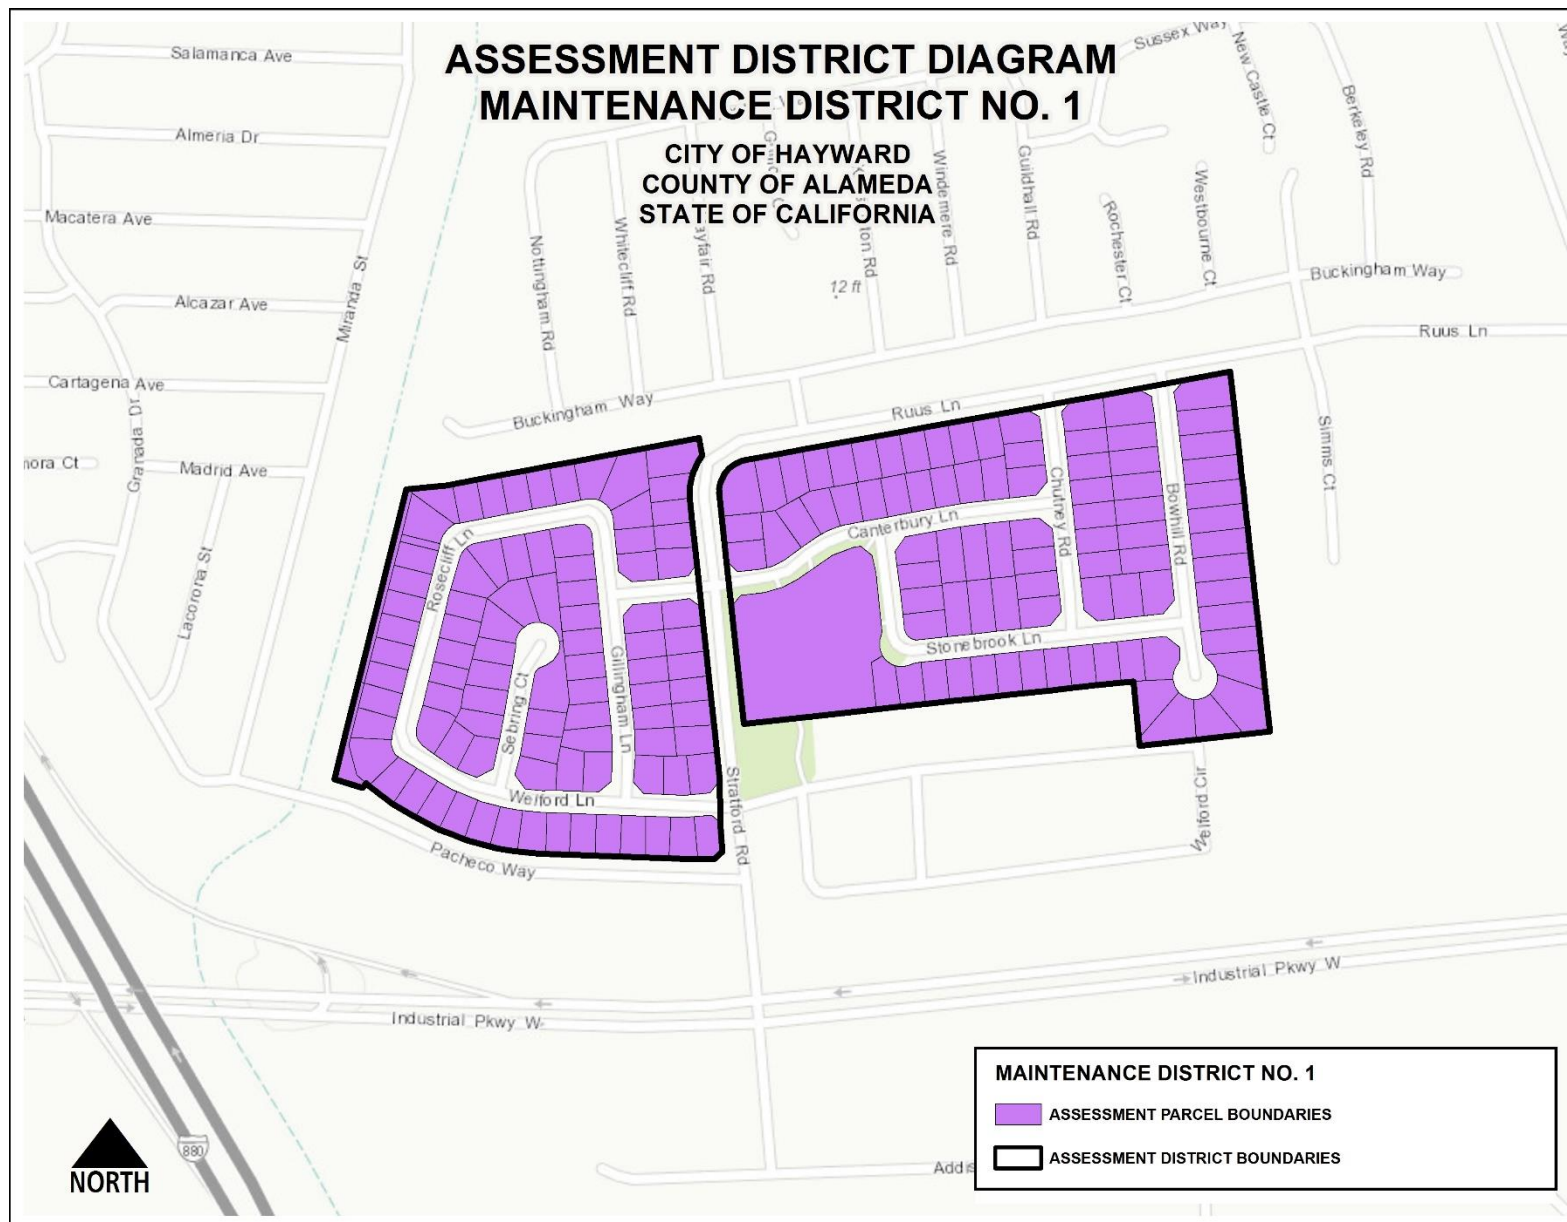 ASSESSMENT DISTRICT DIAGRAM
MAINTENANCE DISTRICT NO. 1
CITY OF HAYWARD
COUNTY OF ALAMEDA
STATE OF CALIFORNIA
Salamanca Ave
Almeria Dr
Macatera Ave
Alcazar Ave
Miranda St
Cartagena Ave
Granada Dr
Madrid Ave
Lacorona St
Sussex Way
New Castle Ct
Berkeley Rd
Nottingham Rd
Whitecliff Rd
Windemere Rd
Guildhall Rd
Rochester Ct
Westbourne Ct
12 ft
Buckingham Way
Ruus Ln
Buckingham Way
Ruus Ln
Simms Ct
Rosecliff Ln
Sebring Ct
Gillingham Ln
Canterbury Ln
Chutney Rd
Bowhill Rd
Stonebrook Ln
Welford Ln
Stratford Rd
Welford Cir
Pacheco Way
Industrial Pkwy W
Industrial Pkwy W
880
NORTH
MAINTENANCE DISTRICT NO. 1
ASSESSMENT PARCEL BOUNDARIES
ASSESSMENT DISTRICT BOUNDARIES